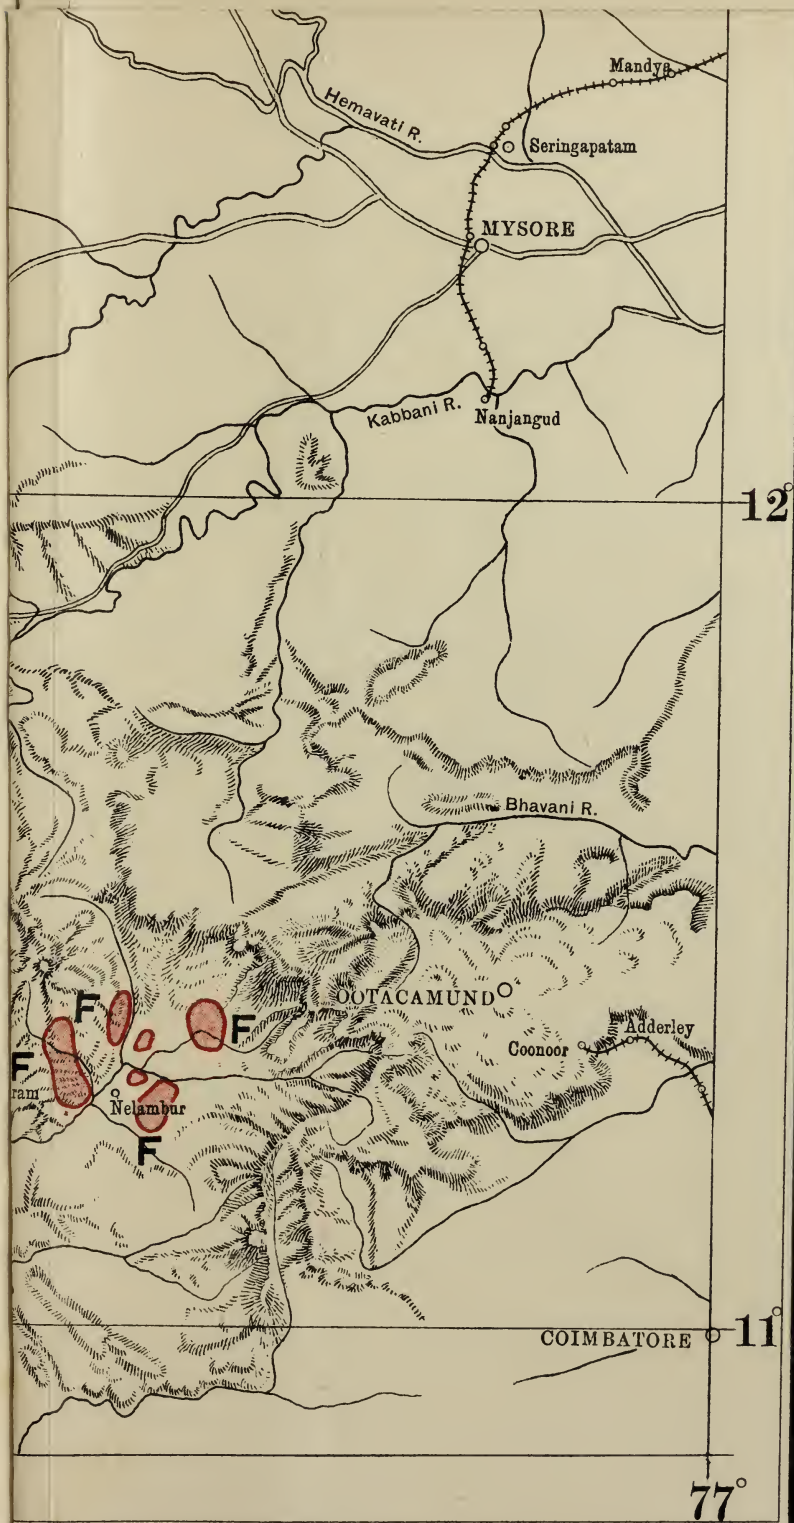 Mandya
Hemavati R.
Seringapatam
MYSORE
Kabbani R.
Nanjangud
12°
Bhavani R.
OOTACAMUND
F
F
Adderley
Coonoor
F
ram
Nelambur
F
11°
COIMBATORE
77°